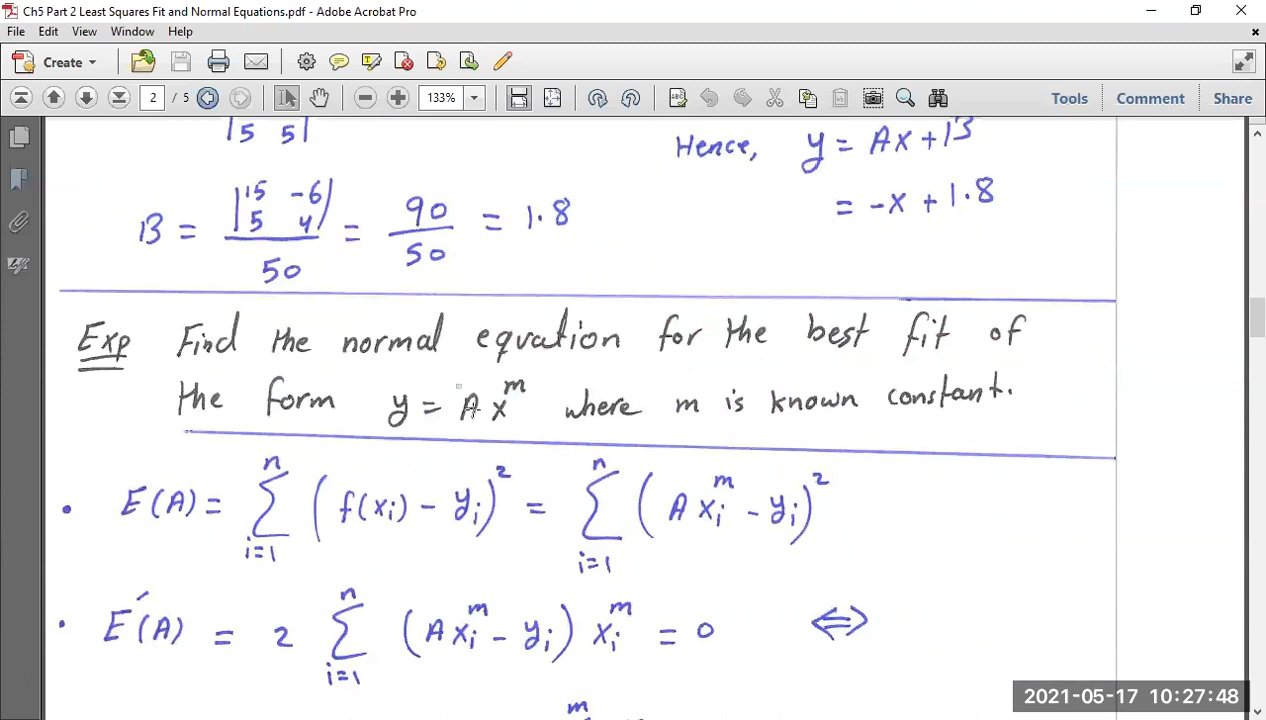 Ch5 Part 2 Least Squares Fit and Normal Equations.pdf - Adobe Acrobat Pro
File Edit View Window Help
Create
2 / 5 133% Tools Comment Share
|5 5|
Hence, y = Ax + B
= -x + 1.8
B = |15 -6| / 50 = 90 / 50 = 1.8
|5 4|
Exp Find the normal equation for the best fit of
the form y = A x^m where m is known constant.
• E(A) = Σ_{i=1}^{n} (f(x_i) - y_i)^2 = Σ_{i=1}^{n} (A x_i^m - y_i)^2
• E'(A) = 2 Σ_{i=1}^{n} (A x_i^m - y_i) x_i^m = 0 ⇔
m
2021-05-17 10:27:48